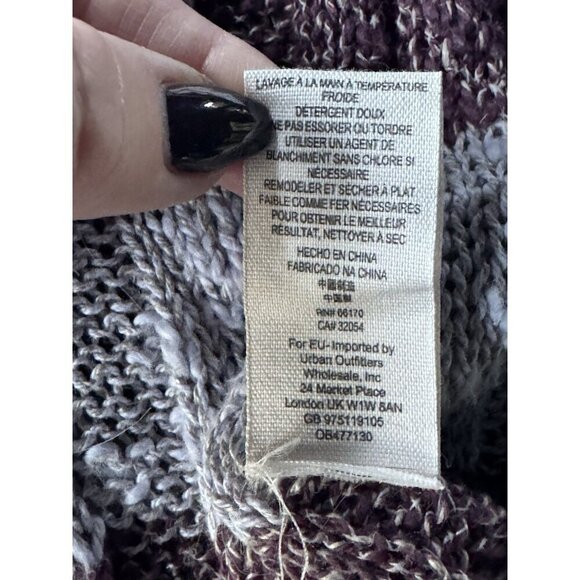 LAVAGE À LA MAIN À TEMPÉRATURE
FROIDE
DÉTERGENT DOUX
NE PAS ESSORER OU TORDRE
UTILISER UN AGENT DE
BLANCHIMENT SANS CHLORE SI
NÉCESSAIRE
REMODELER ET SÉCHER À PLAT
FAIBLE COMME FER NÉCESSAIRES
POUR OBTENIR LE MEILLEUR
RÉSULTAT, NETTOYER À SEC
HECHO EN CHINA
FABRICADO NA CHINA
中国制造
中国製
RN# 66170
CA# 32054
For EU- Imported by
Urban Outfitters
Wholesale, Inc
24 Market Place
London UK W1W 8AN
GB 975119105
OB477130